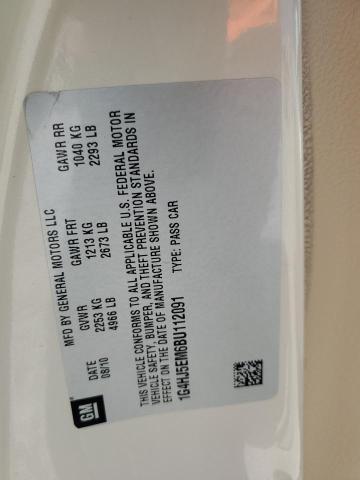 MFD BY GENERAL MOTORS LLC
DATE GVWR GAWR FRT GAWR RR
08/10 2253 KG 1213 KG 1040 KG
4966 LB 2673 LB 2293 LB
THIS VEHICLE CONFORMS TO ALL APPLICABLE U.S. FEDERAL MOTOR
VEHICLE SAFETY, BUMPER, AND THEFT PREVENTION STANDARDS IN
EFFECT ON THE DATE OF MANUFACTURE SHOWN ABOVE.
1G4HJ5EM6BU112091 TYPE: PASS CAR
GM